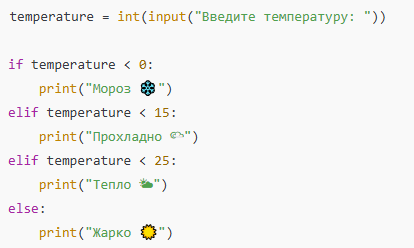 temperature = int(input("Введите температуру: "))
if temperature < 0:
    print("Мороз ❄️")
elif temperature < 15:
    print("Прохладно 🌥️")
elif temperature < 25:
    print("Тепло 🌤️")
else:
    print("Жарко ☀️")